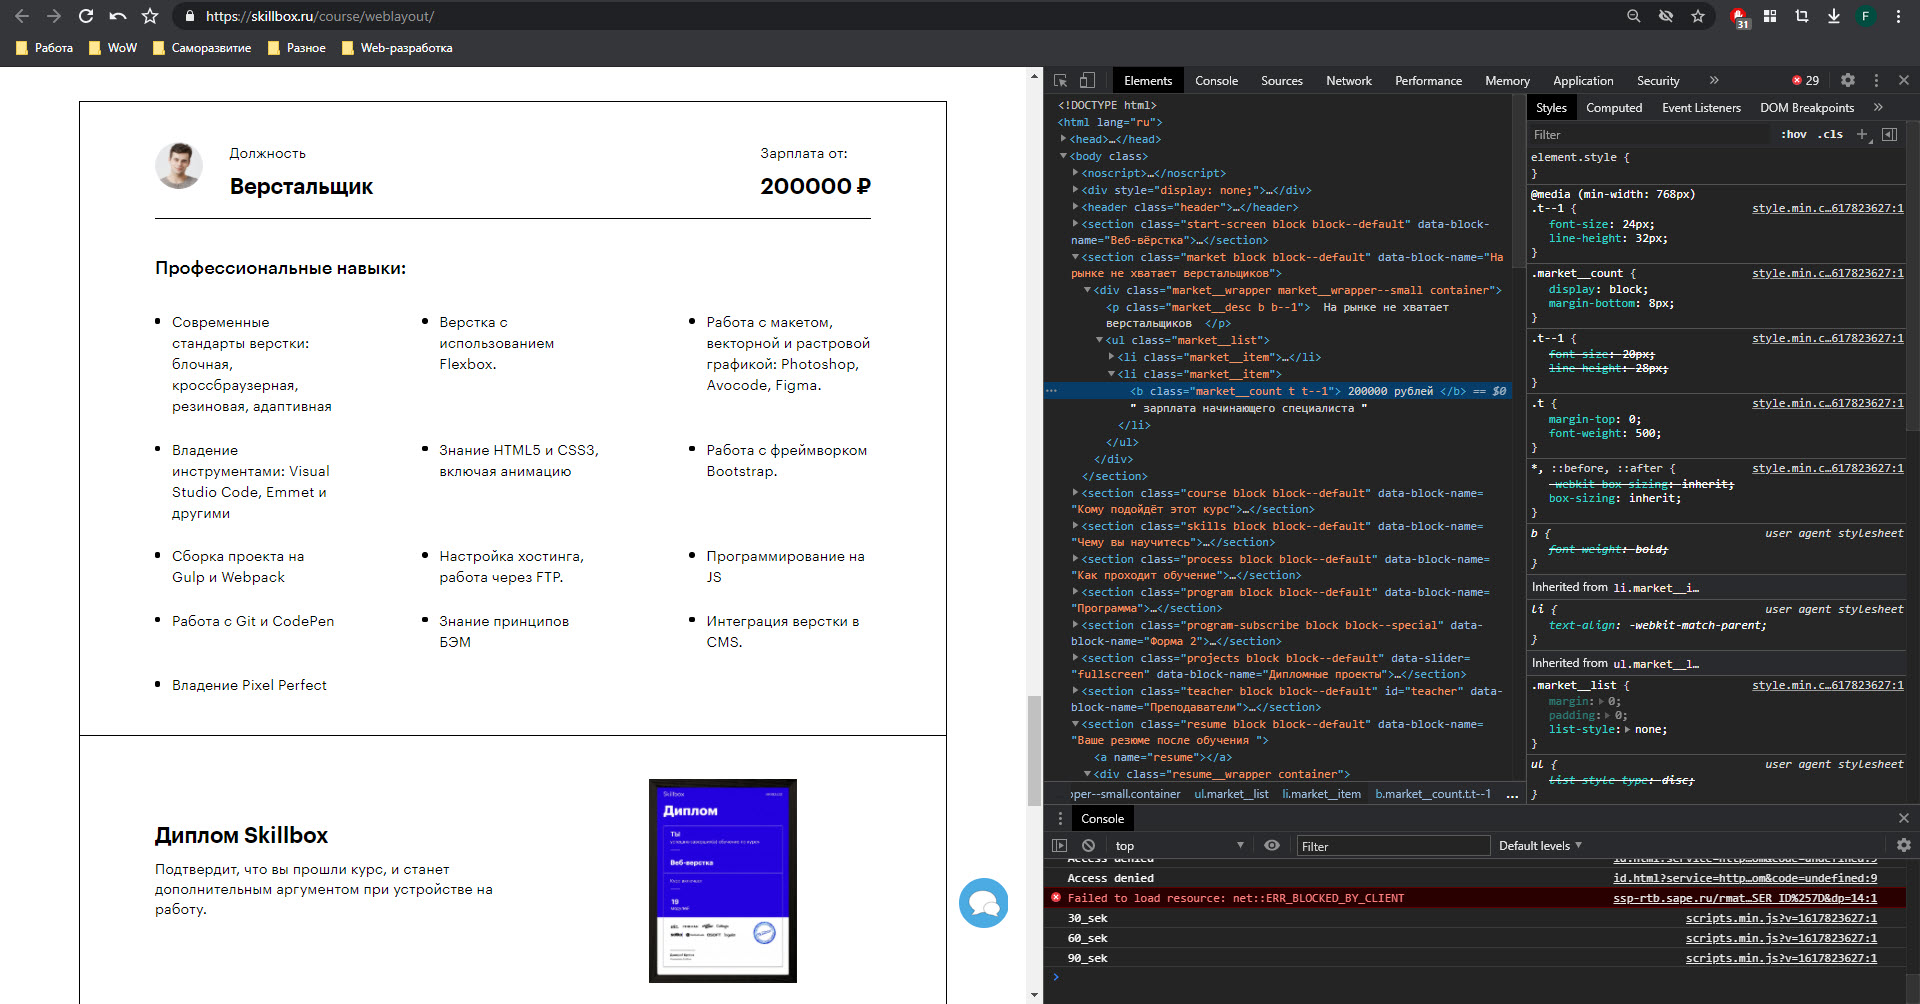 https://skillbox.ru/course/weblayout/
31
F
Работа
WoW
Саморазвитие
Разное
Web-разработка
Должность
Верстальщик
Зарплата от:
200000 ₽
Профессиональные навыки:
Современные
стандарты верстки:
блочная,
кроссбраузерная,
резиновая, адаптивная
Верстка с
использованием
Flexbox.
Работа с макетом,
векторной и растровой
графикой: Photoshop,
Avocode, Figma.
Владение
инструментами: Visual
Studio Code, Emmet и
другими
Знание HTML5 и CSS3,
включая анимацию
Работа с фреймворком
Bootstrap.
Сборка проекта на
Gulp и Webpack
Настройка хостинга,
работа через FTP.
Программирование на
JS
Работа с Git и CodePen
Знание принципов
БЭМ
Интеграция верстки в
CMS.
Владение Pixel Perfect
Диплом Skillbox
Подтвердит, что вы прошли курс, и станет
дополнительным аргументом при устройстве на
работу.
Skillbox
Диплом
ТЫ
Веб-верстка
19
Elements Console Sources Network Performance Memory Application Security » 29
<!DOCTYPE html>
<html lang="ru">
<head>…</head>
<body class>
<noscript>…</noscript>
<div style="display: none;">…</div>
<header class="header">…</header>
<section class="start-screen block block--default" data-block-
name="Веб-вёрстка">…</section>
<section class="market block block--default" data-block-name="На
рынке не хватает верстальщиков">
<div class="market__wrapper market__wrapper--small container">
<p class="market__desc b b--1"> На рынке не хватает
верстальщиков </p>
<ul class="market__list">
<li class="market__item">…</li>
<li class="market__item">
… <b class="market__count t t--1"> 200000 рублей </b> == $0
" зарплата начинающего специалиста "
</li>
</ul>
</div>
</section>
<section class="course block block--default" data-block-name=
"Кому подойдёт этот курс">…</section>
<section class="skills block block--default" data-block-name=
"Чему вы научитесь">…</section>
<section class="process block block--default" data-block-name=
"Как проходит обучение">…</section>
<section class="program block block--default" data-block-name=
"Программа">…</section>
<section class="program-subscribe block block--special" data-
block-name="Форма 2">…</section>
<section class="projects block block--default" data-slider=
"fullscreen" data-block-name="Дипломные проекты">…</section>
<section class="teacher block block--default" id="teacher" data-
block-name="Преподаватели">…</section>
<section class="resume block block--default" data-block-name=
"Ваше резюме после обучения ">
<a name="resume"></a>
<div class="resume__wrapper container">
pper--small.container ul.market__list li.market__item b.market__count.t.t--1 ...
Styles Computed Event Listeners DOM Breakpoints »
Filter :hov .cls +
element.style {
}
@media (min-width: 768px)
.t--1 { style.min.c…617823627:1
font-size: 24px;
line-height: 32px;
}
.market__count { style.min.c…617823627:1
display: block;
margin-bottom: 8px;
}
.t--1 { style.min.c…617823627:1
font-size: 20px;
line-height: 28px;
}
.t { style.min.c…617823627:1
margin-top: 0;
font-weight: 500;
}
*, ::before, ::after { style.min.c…617823627:1
-webkit-box-sizing: inherit;
box-sizing: inherit;
}
b { user agent stylesheet
font-weight: bold;
}
Inherited from li.market__i…
li { user agent stylesheet
text-align: -webkit-match-parent;
}
Inherited from ul.market__l…
.market__list { style.min.c…617823627:1
margin: 0;
padding: 0;
list-style: none;
}
ul { user agent stylesheet
list-style-type: disc;
}
Console
top Filter Default levels
Access denied id.html?service=http…om&code=undefined:9
Access denied id.html?service=http…om&code=undefined:9
Failed to load resource: net::ERR_BLOCKED_BY_CLIENT ssp-rtb.sape.ru/rmat…SER_ID%257D&dp=14:1
30_sek scripts.min.js?v=1617823627:1
60_sek scripts.min.js?v=1617823627:1
90_sek scripts.min.js?v=1617823627:1